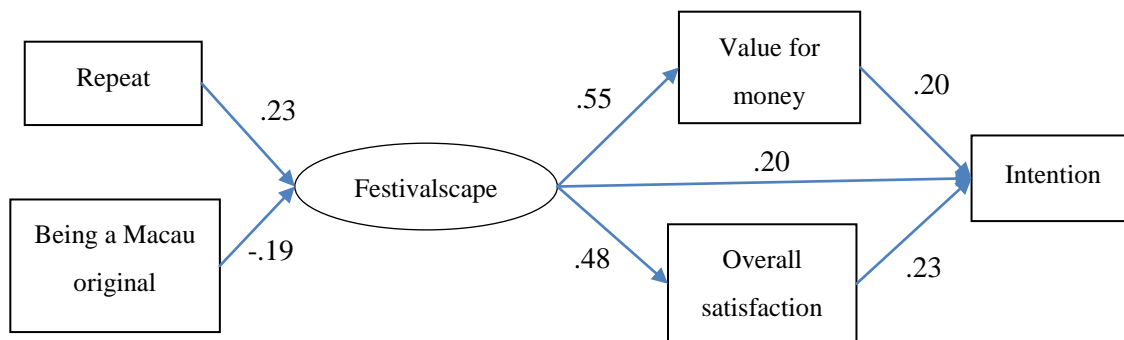 Repeat
.23
Being a Macau
original
-.19
Festivalscape
.55
Value for
money
.20
.20
Intention
.48
Overall
satisfaction
.23